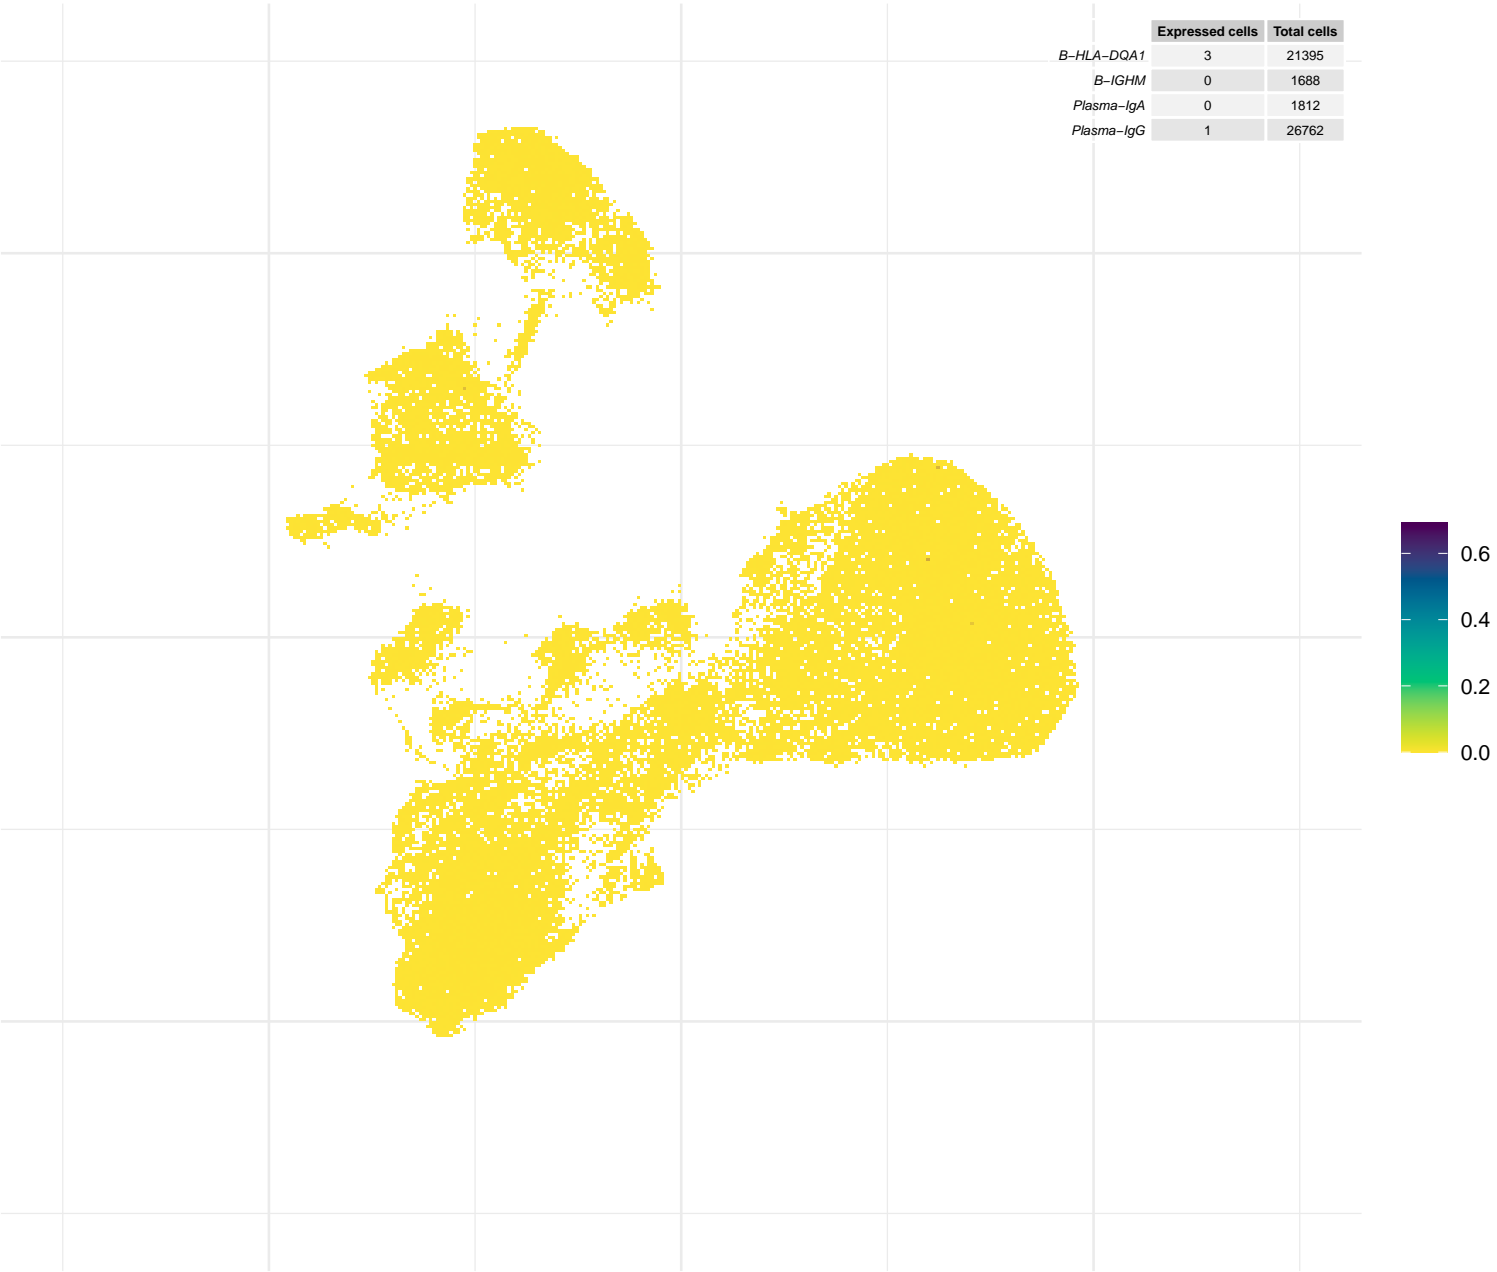 Expressed cells Total cells
B−HLA−DQA1 3 21395
B−IGHM 0 1688
Plasma−IgA 0 1812
Plasma−IgG 1 26762
0.6
0.4
0.2
0.0